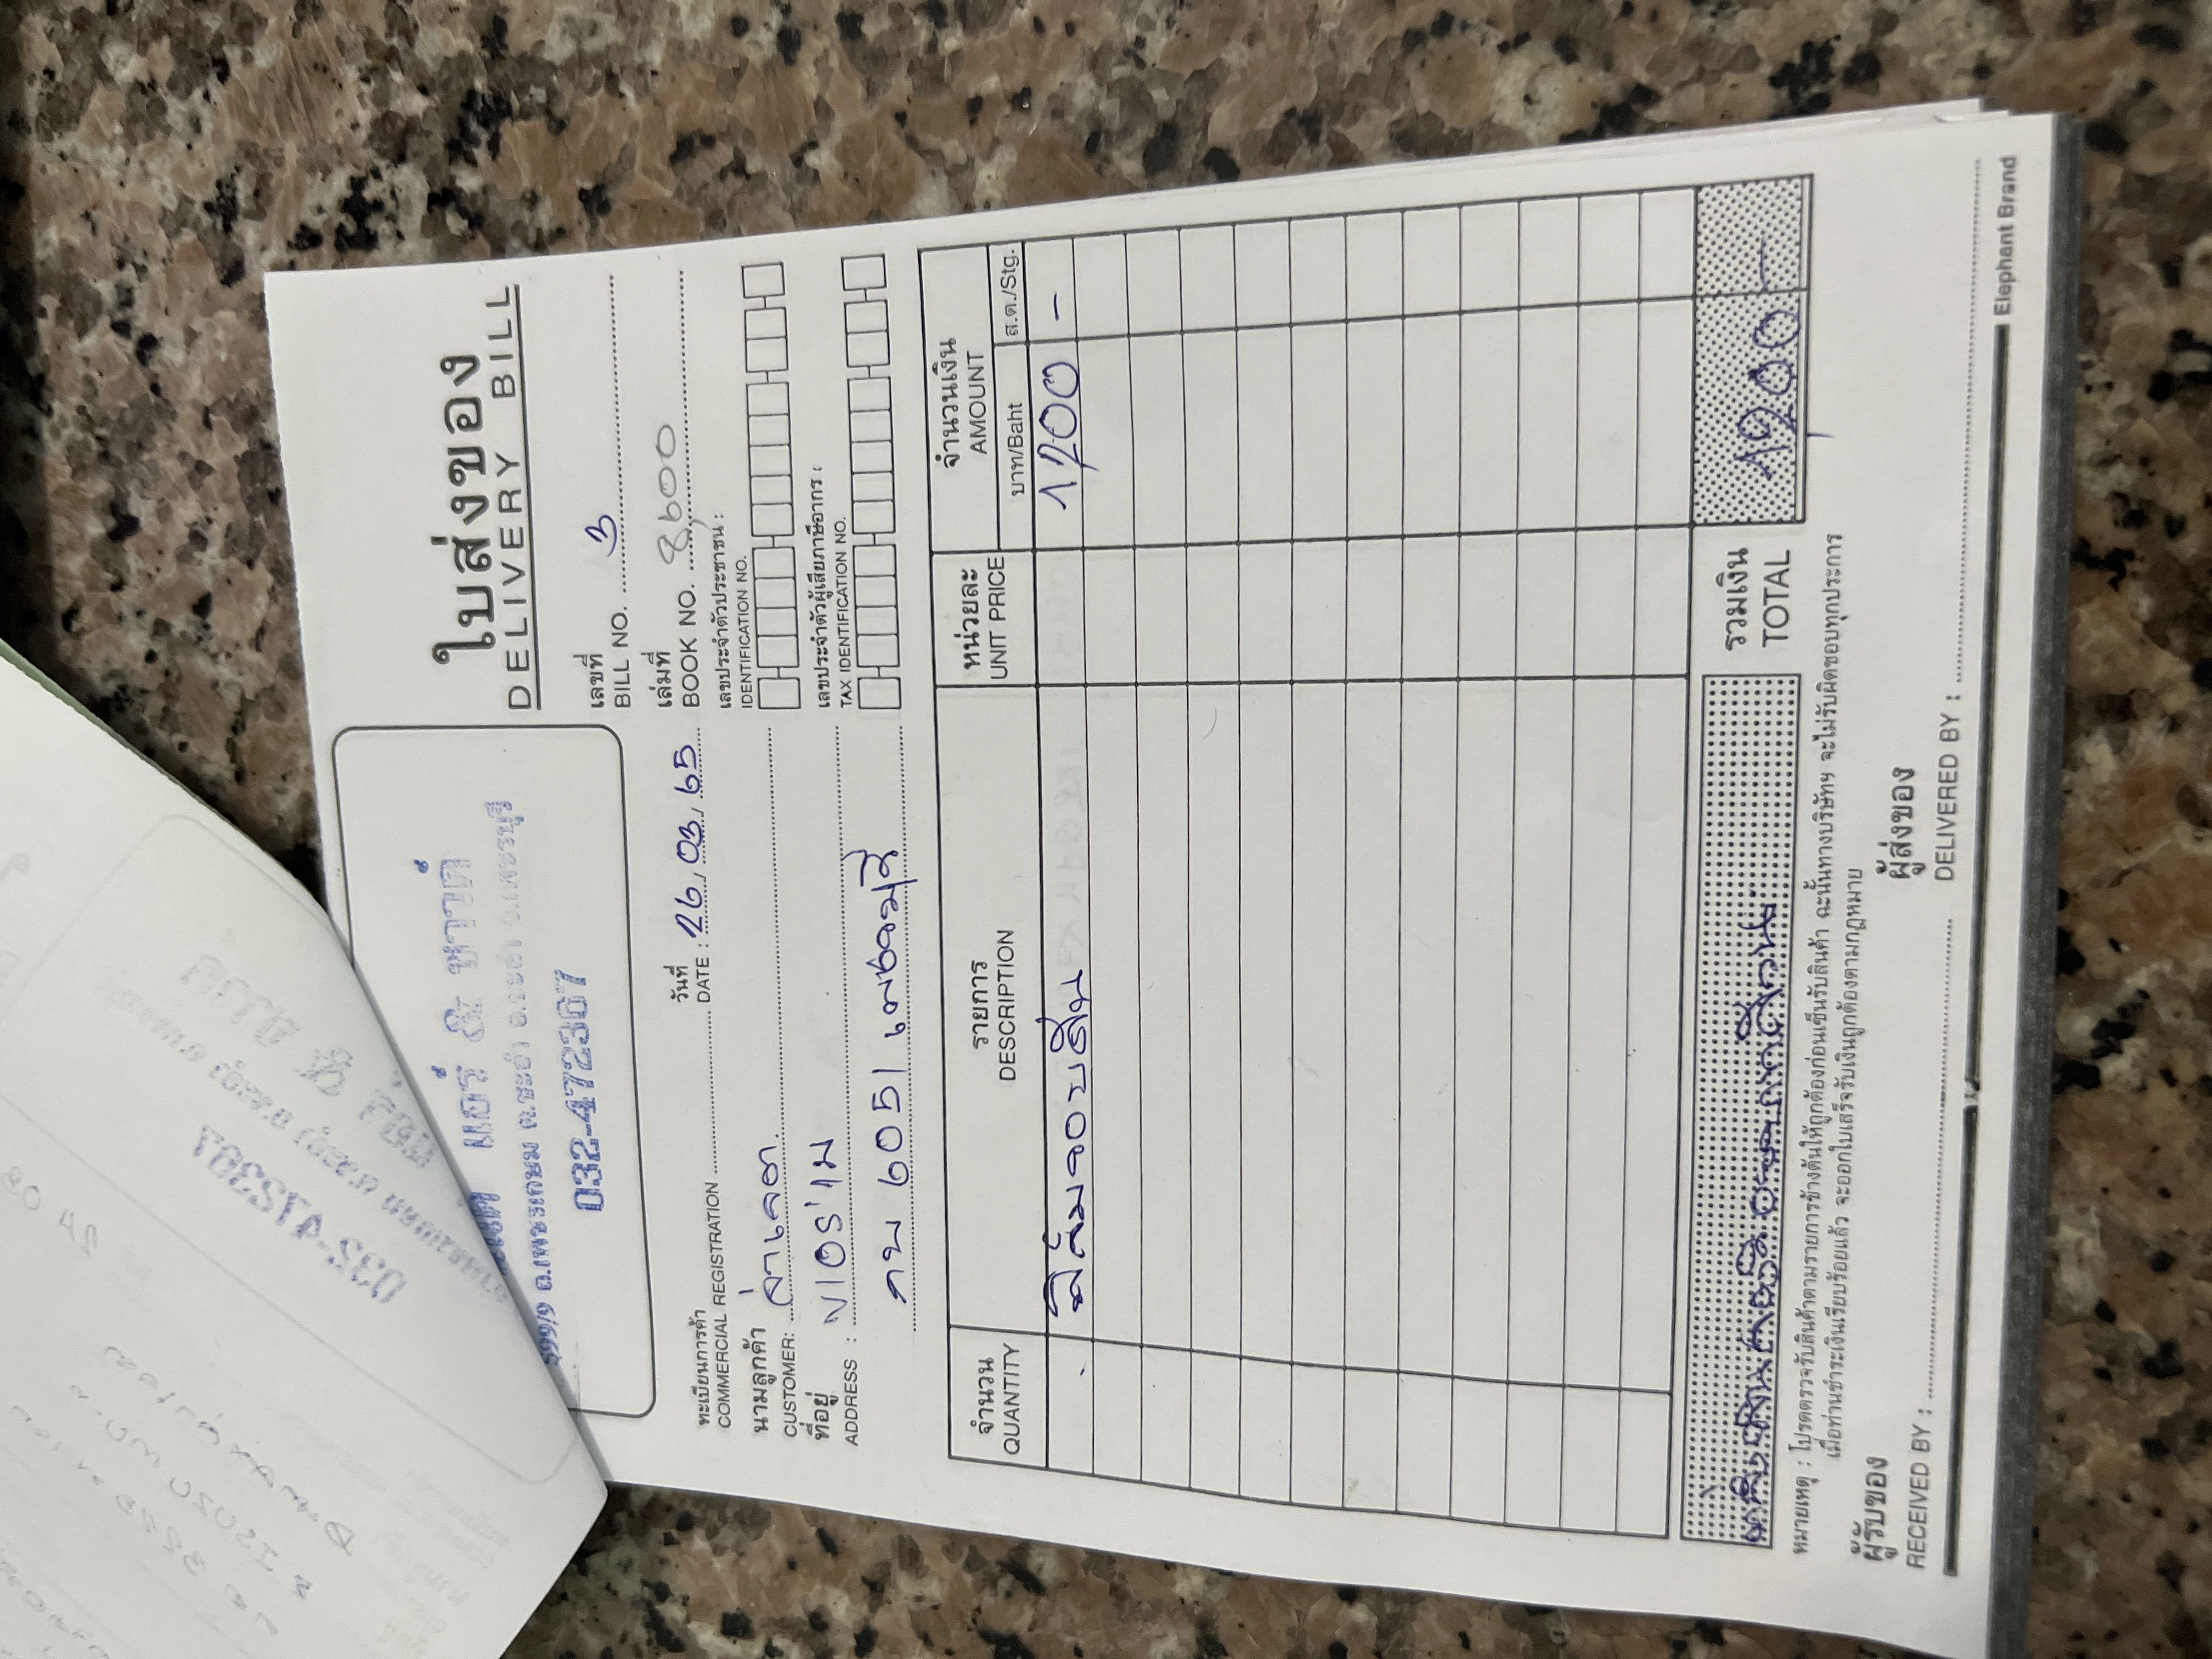 ใบส่งของ
DELIVERY BILL
แอร์ & ซาวด์
599/9 ถ.เพชรเกษม ต.ชะอำ อ.ชะอำ จ.เพชรบุรี
032-472307
เลขที่
BILL NO. 3
เล่มที่
BOOK NO. 8600
ทะเบียนการค้า
COMMERCIAL REGISTRATION
วันที่
DATE : 26/03/65
เลขประจำตัวประชาชน :
IDENTIFICATION NO.
นามลูกค้า
CUSTOMER: จ่าเลอก.
เลขประจำตัวผู้เสียภาษีอากร :
TAX IDENTIFICATION NO.
ที่อยู่
ADDRESS :
กบ 6051 เพชรบุรี
จำนวน
QUANTITY
รายการ
DESCRIPTION
หน่วยละ
UNIT PRICE
จำนวนเงิน
AMOUNT
บาท/Baht
ส.ต./Stg.
1200 -
รวมเงิน
TOTAL
1200 -
หมายเหตุ : โปรดตรวจรับสินค้าตามรายการข้างต้นให้ถูกต้องก่อนเซ็นรับสินค้า ฉะนั้นทางบริษัทฯ จะไม่รับผิดชอบทุกประการ
เมื่อท่านชำระเงินเรียบร้อยแล้ว จะออกใบเสร็จรับเงินถูกต้องตามกฎหมาย
ผู้รับของ
RECEIVED BY :
ผู้ส่งของ
DELIVERED BY :
Elephant Brand